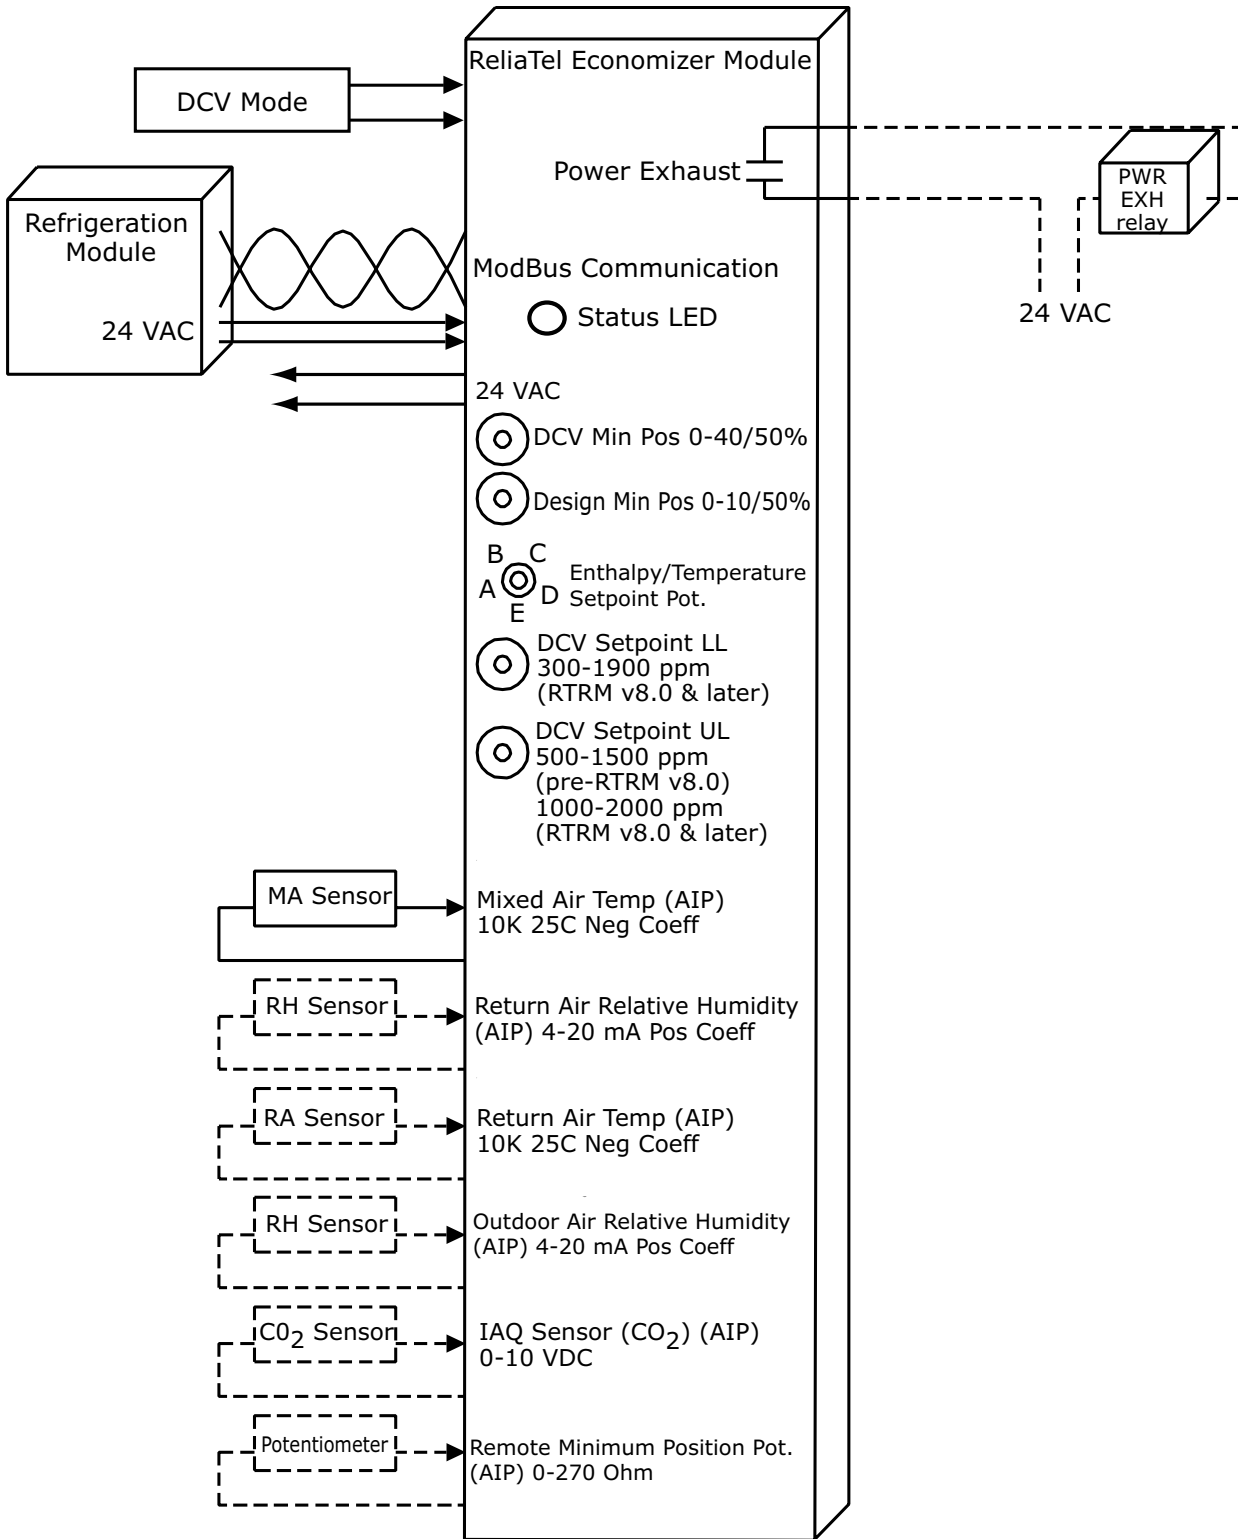 ReliaTel Economizer Module
DCV Mode
Power Exhaust
PWR
EXH
relay
24 VAC
Refrigeration
Module
24 VAC
ModBus Communication
Status LED
24 VAC
DCV Min Pos 0-40/50%
Design Min Pos 0-10/50%
A
B
C
D
E
Enthalpy/Temperature
Setpoint Pot.
DCV Setpoint LL
300-1900 ppm
(RTRM v8.0 & later)
DCV Setpoint UL
500-1500 ppm
(pre-RTRM v8.0)
1000-2000 ppm
(RTRM v8.0 & later)
MA Sensor
Mixed Air Temp (AIP)
10K 25C Neg Coeff
RH Sensor
Return Air Relative Humidity
(AIP) 4-20 mA Pos Coeff
RA Sensor
Return Air Temp (AIP)
10K 25C Neg Coeff
RH Sensor
Outdoor Air Relative Humidity
(AIP) 4-20 mA Pos Coeff
C0₂ Sensor
IAQ Sensor (CO₂) (AIP)
0-10 VDC
Potentiometer
Remote Minimum Position Pot.
(AIP) 0-270 Ohm